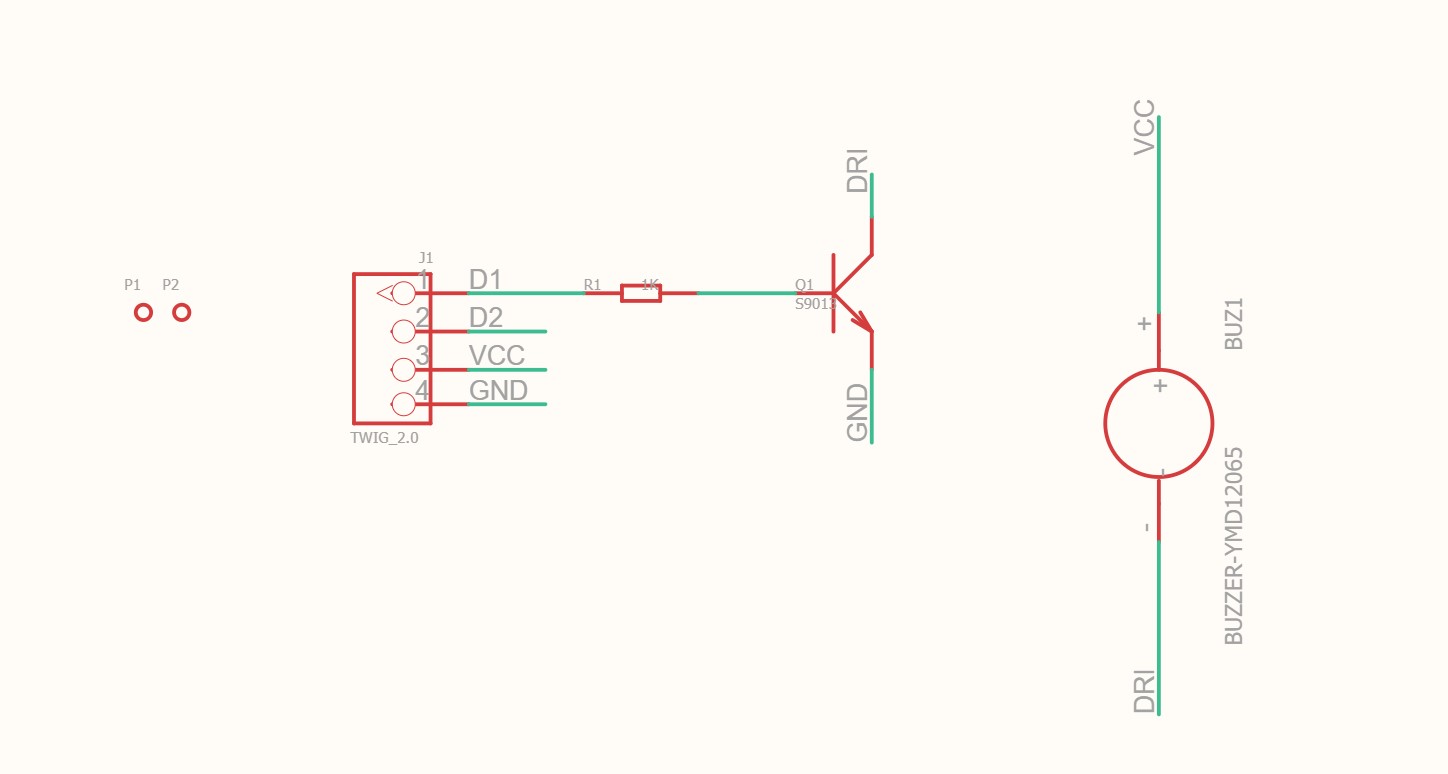 P1
P2
J1
1
D1
2
D2
3
VCC
4
GND
TWIG_2.0
R1
1K
Q1
DRI
GND
VCC
+
+
-
-
BUZ1
BUZZER-YMD12065
DRI